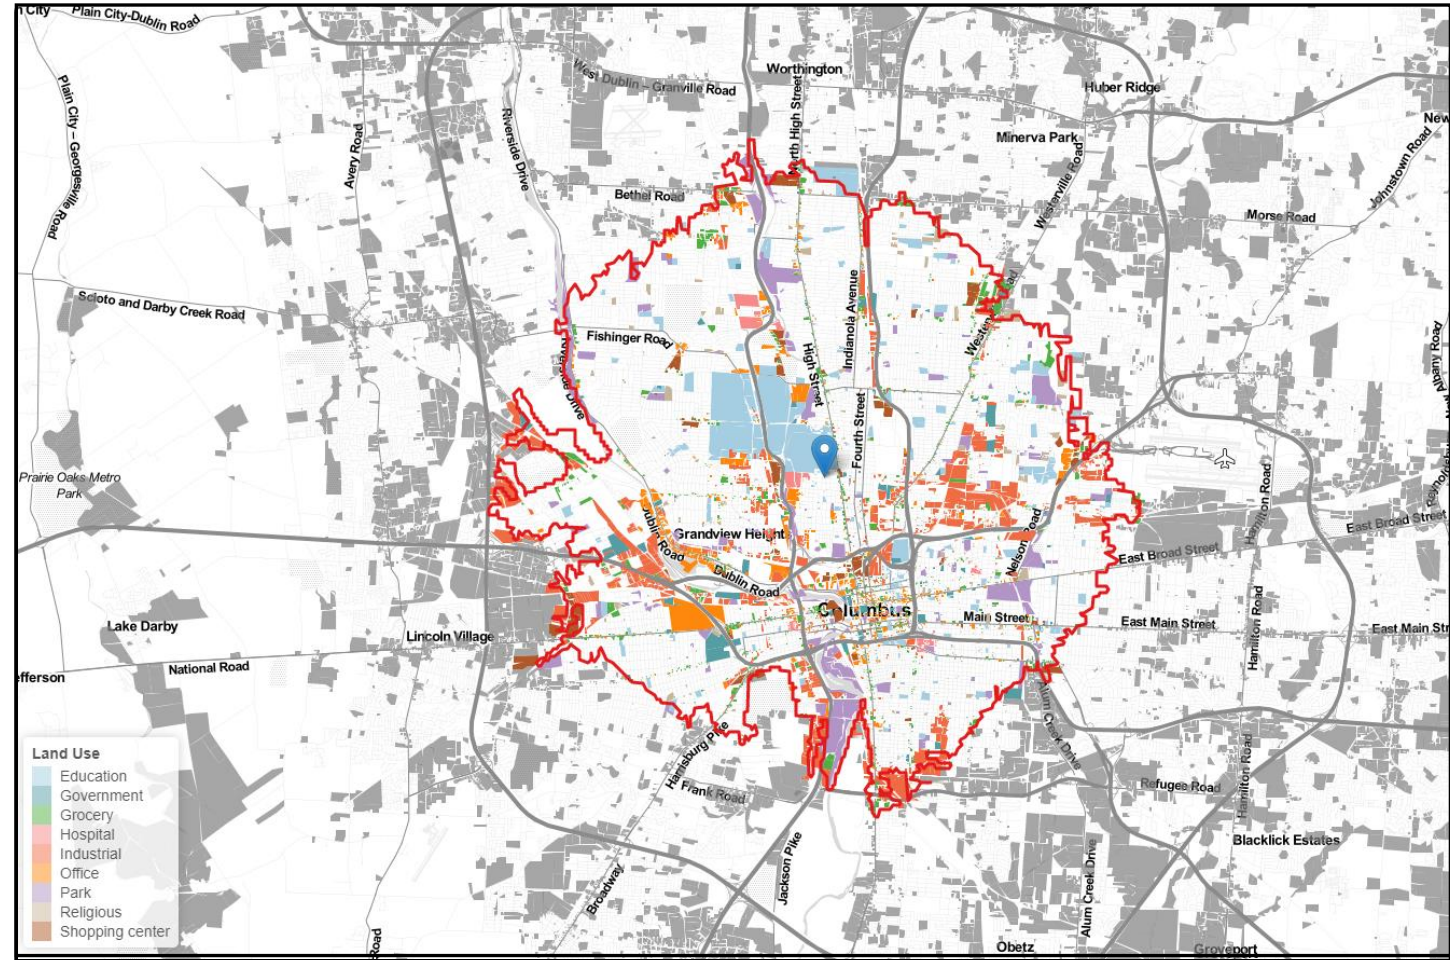 n City
Plain City-Dublin Road
West Dublin – Granville Road
Worthington
Huber Ridge
New
Plain City – Georgesville Road
Avery Road
Riverside Drive
North High Street
Minerva Park
Westerville Road
Johnstown Road
Bethel Road
Morse Road
Scioto and Darby Creek Road
Fishinger Road
Indianola Avenue
High Street
Albany Road
Riverside Drive
Fourth Street
Prairie Oaks Metro
Park
Hamilton Road
East Broad Street
Dublin Road
Grandview Height
Nelson Road
East Broad Street
Dublin Road
Columbus
Main Street
East Main Street
East Main Str
Hamilton Road
Lake Darby
Lincoln Village
National Road
efferson
Alum Creek Drive
Harrisburg Pike
Frank Road
Refugee Road
Hamilton Road
Land Use
Education
Government
Grocery
Hospital
Industrial
Office
Park
Religious
Shopping center
Jackson Pike
Broadway
Alum Creek Drive
Blacklick Estates
Road
Obetz
Groveport